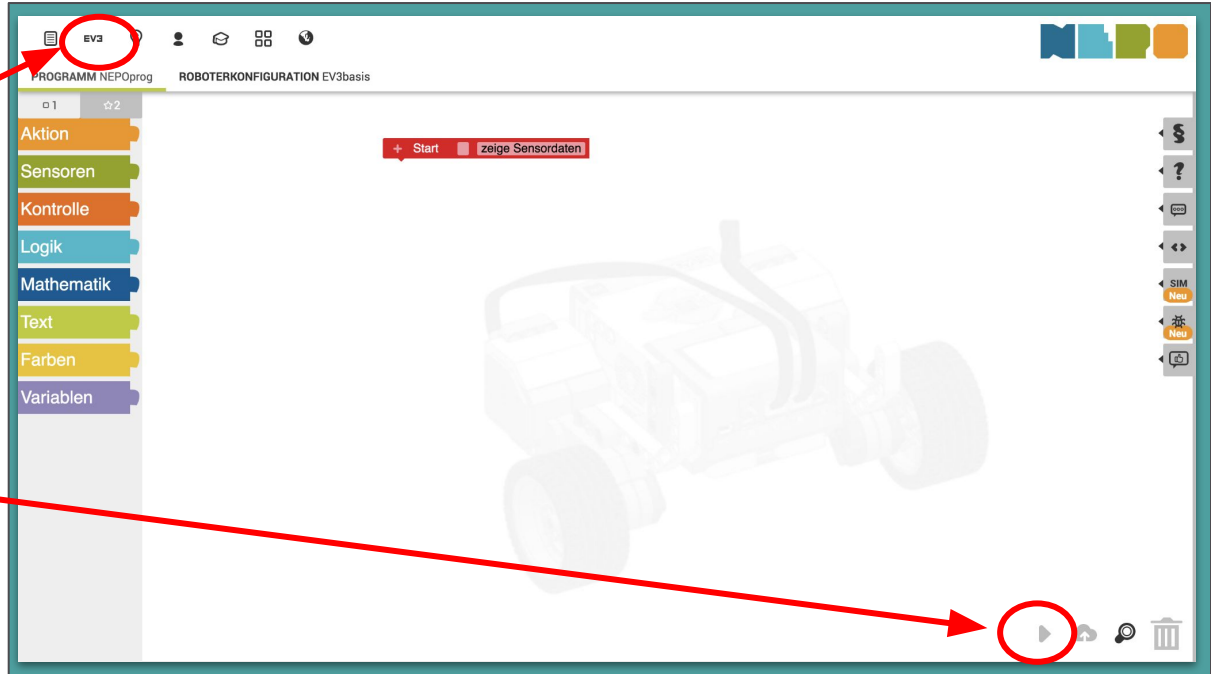 EV3
PROGRAMM NEPOprog ROBOTERKONFIGURATION EV3basis
1 2
Aktion
Sensoren
Kontrolle
Logik
Mathematik
Text
Farben
Variablen
+ Start zeige Sensordaten
NEPO
§
?
< >
SIM
Neu
Neu